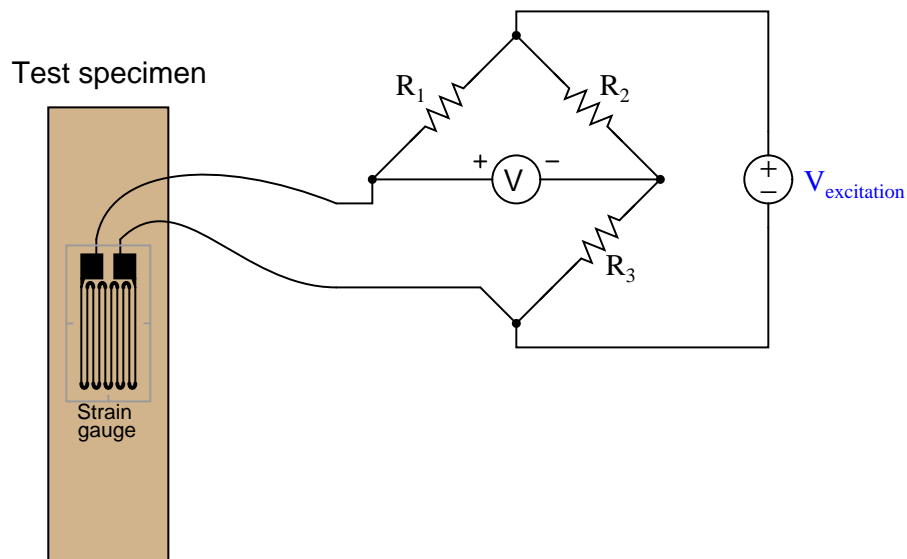 Test specimen
R1
R2
+
V
−
+
−
Vexcitation
R3
Strain
gauge